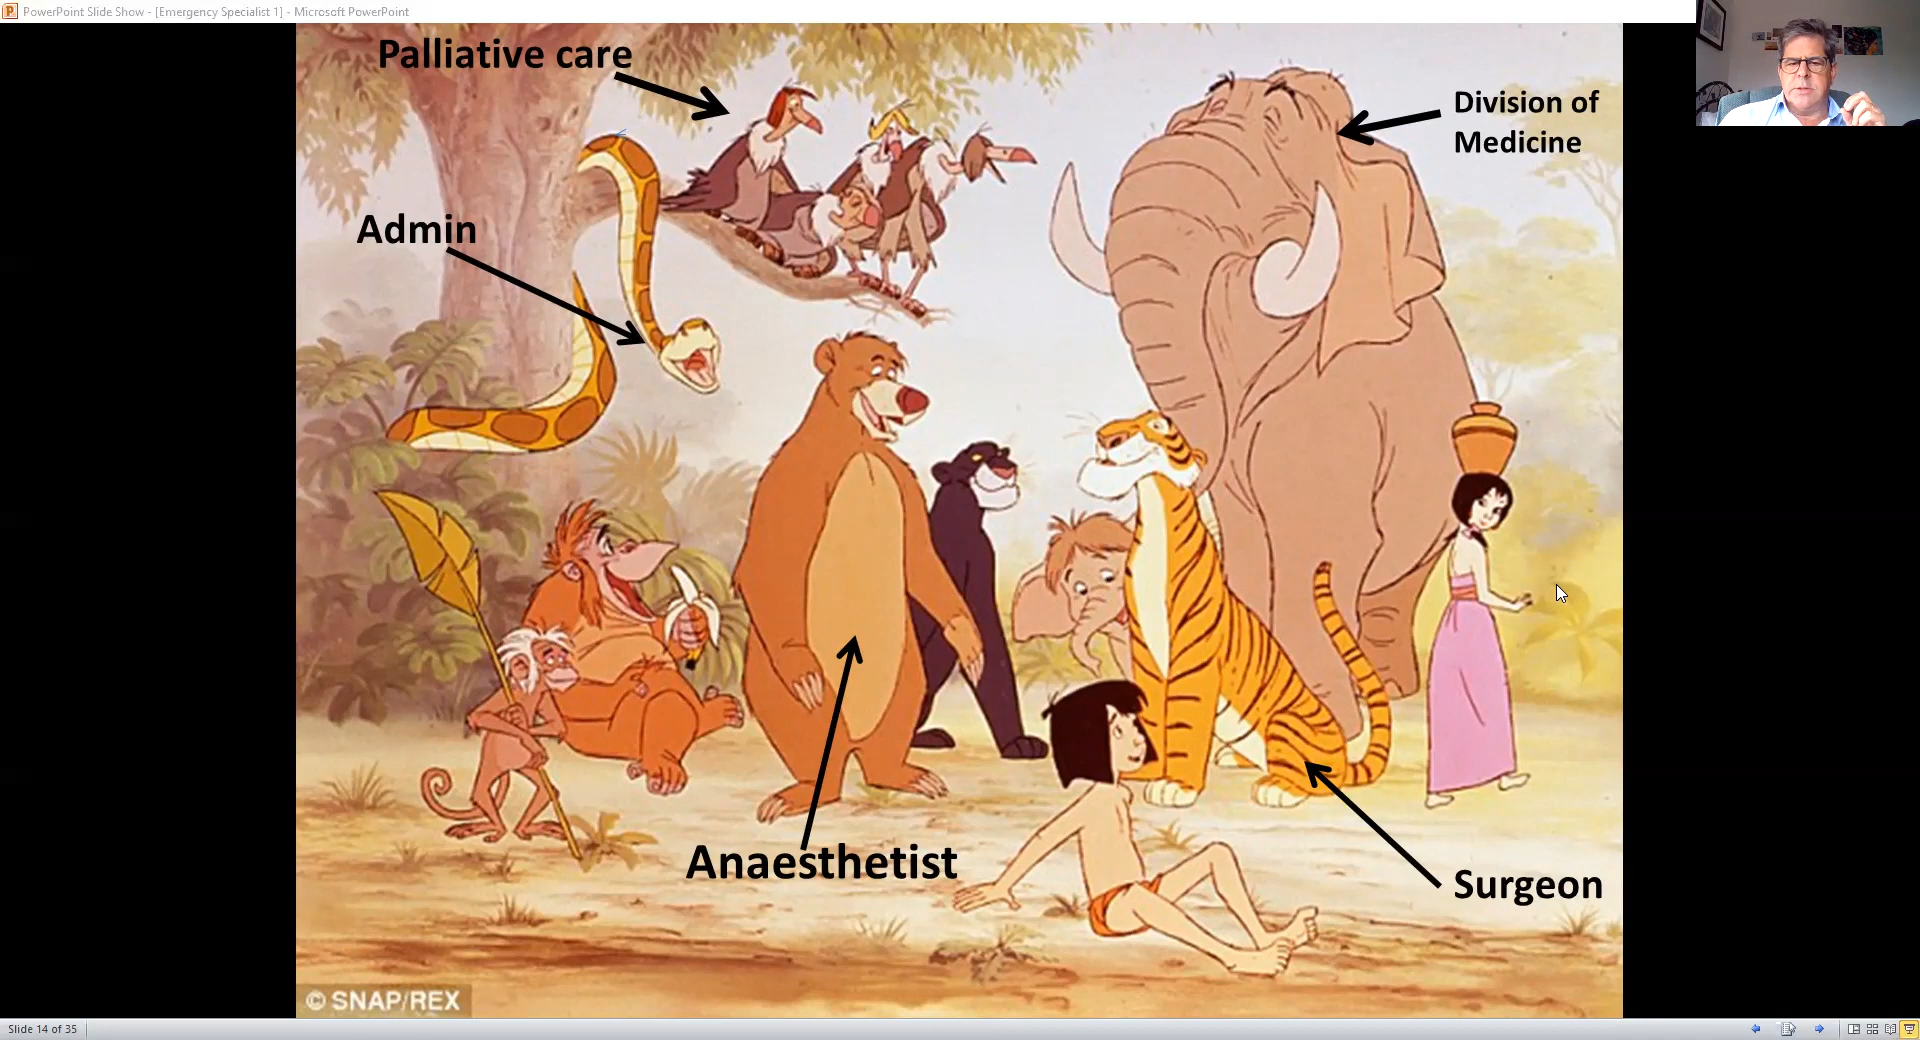 PowerPoint Slide Show - [Emergency Specialist 1] - Microsoft PowerPoint
Palliative care
Division of
Medicine
Admin
Anaesthetist
Surgeon
© SNAP/REX
Slide 14 of 35